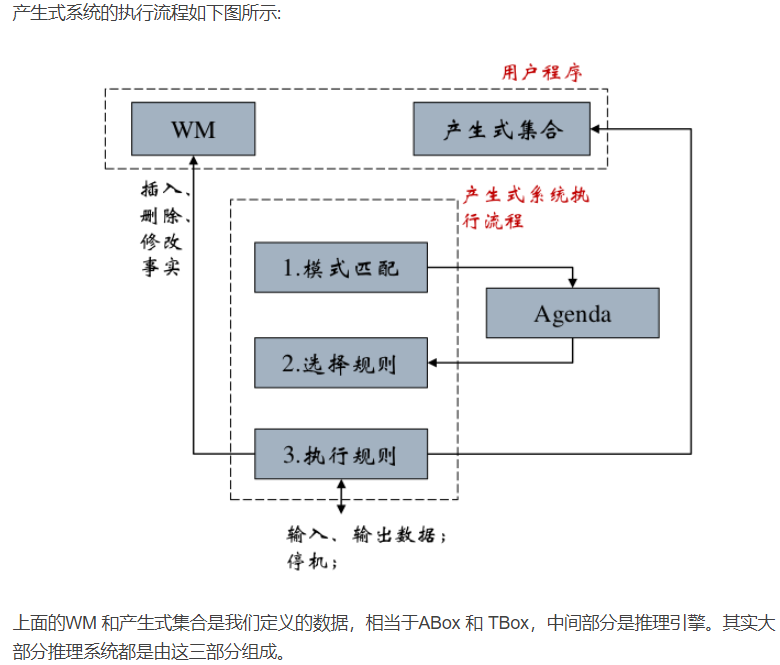 产生式系统的执行流程如下图所示:
用户程序
WM
产生式集合
插入、
删除、
修改
事实
产生式系统执
行流程
1.模式匹配
Agenda
2.选择规则
3.执行规则
输入、输出数据；
停机；
上面的WM 和产生式集合是我们定义的数据，相当于ABox 和 TBox，中间部分是推理引擎。其实大
部分推理系统都是由这三部分组成。